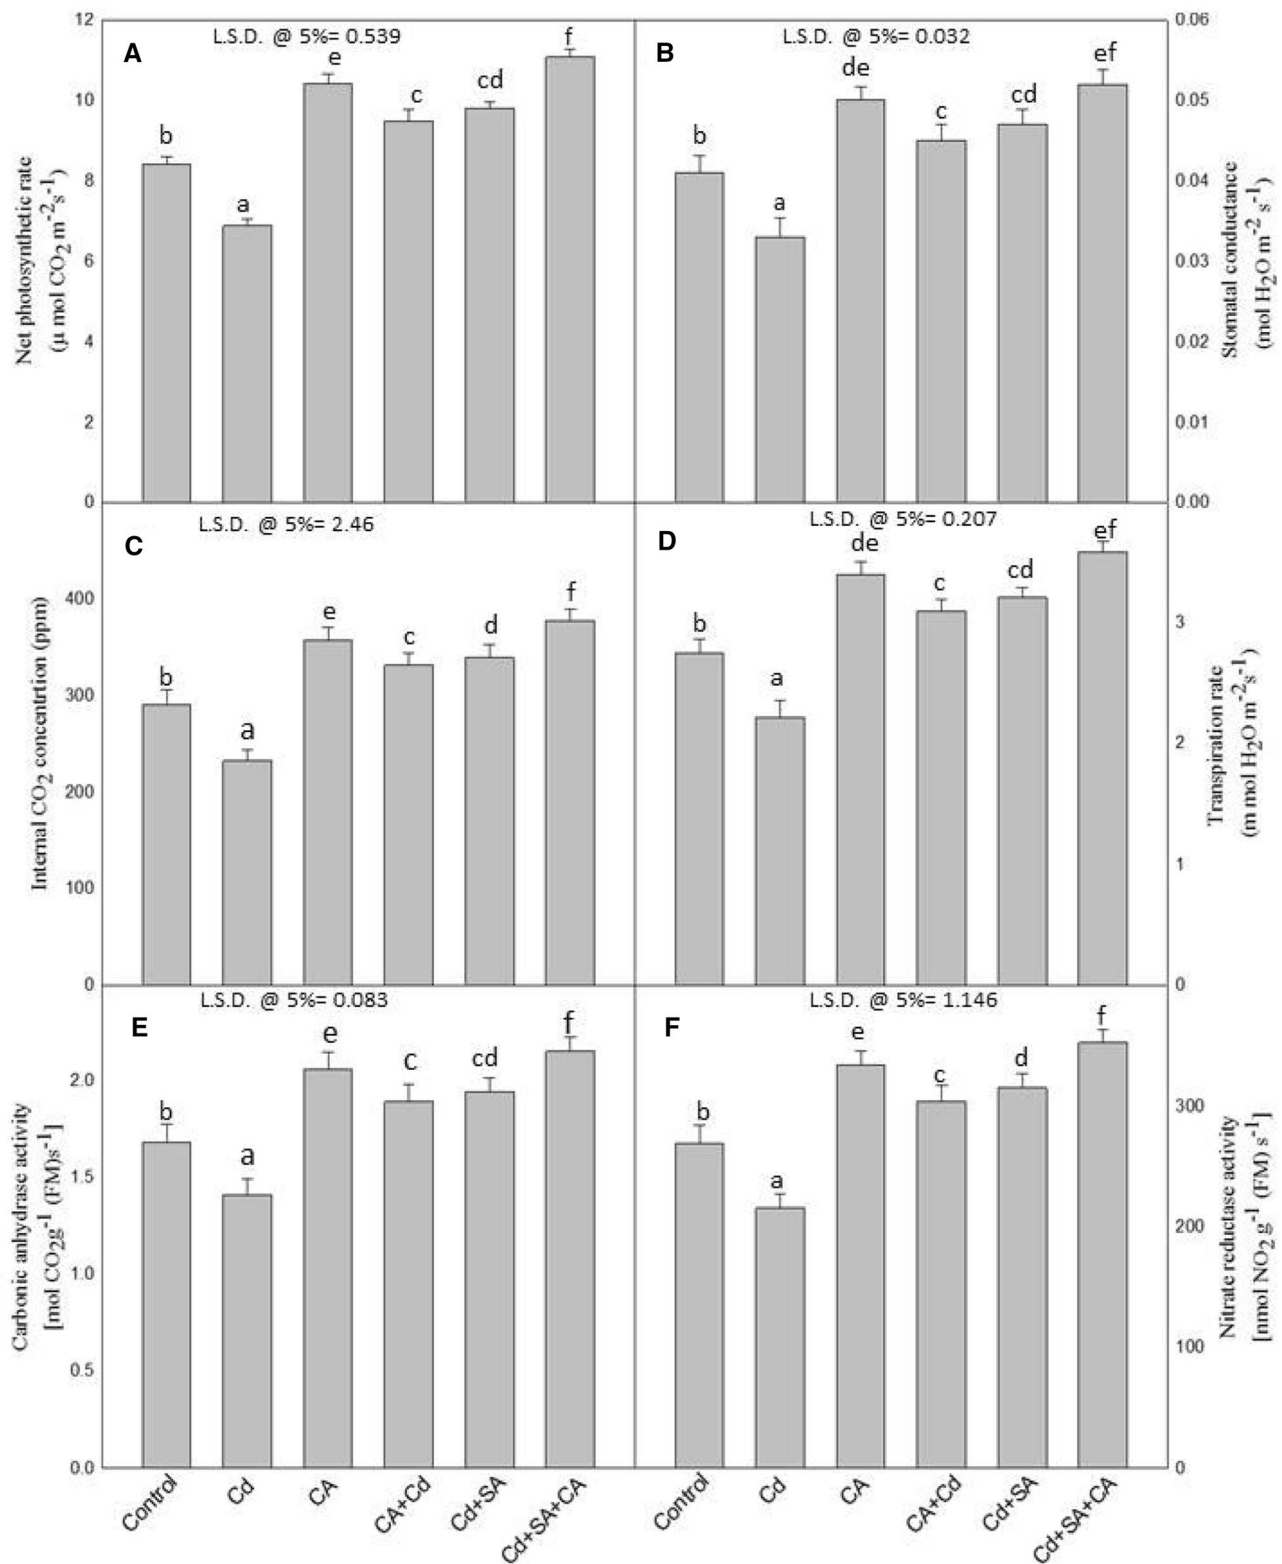 A
L.S.D. @ 5%= 0.539
12
10
8
6
4
2
0
Net photosynthetic rate
(µ mol CO2 m-2s-1)
b
a
e
c
cd
f
B
L.S.D. @ 5%= 0.032
0.06
0.05
0.04
0.03
0.02
0.01
0.00
Stomatal conductance
(mol H2O m-2 s-1)
b
a
de
c
cd
ef
C
L.S.D. @ 5%= 2.46
400
300
200
100
0
Internal CO2 concentrtion (ppm)
b
a
e
c
d
f
D
L.S.D. @ 5%= 0.207
3
2
1
0
Transpiration rate
(m mol H2O m-2s-1)
b
a
de
c
cd
ef
E
L.S.D. @ 5%= 0.083
2.0
1.5
1.0
0.5
0.0
Carbonic anhydrase activity
[mol CO2g-1 (FM)s-1]
b
a
e
c
cd
f
F
L.S.D. @ 5%= 1.146
300
200
100
0
Nitrate reductase activity
[nmol NO2 g-1 (FM) s-1]
b
a
e
c
d
f
Control
Cd
CA
CA+Cd
Cd+SA
Cd+SA+CA
Control
Cd
CA
CA+Cd
Cd+SA
Cd+SA+CA